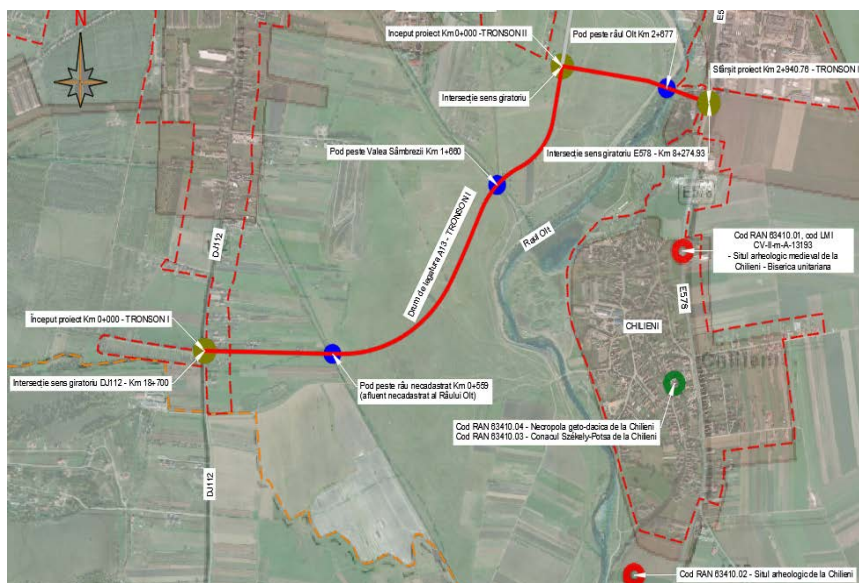 N
Inceput proiect Km 0+000 -TRONSON II
Pod peste râul Olt Km 2+677
Sfârșit proiect Km 2+940.76 - TRONSON I
Intersecție sens giratoriu
Pod peste Valea Sâmbrezii Km 1+660
Intersecție sens giratoriu E578 - Km 8+274.93
E578
Drum de legatura A13 - TRONSON I
Raul Olt
DJ112
Cod RAN 63410.01, cod LMI
CV-II-m-A-13193
- Situl arheologic medieval de la
Chilieni - Biserica unitariana
E578
Început proiect Km 0+000 - TRONSON I
CHILIENI
Chilieni
Intersecție sens giratoriu DJ112 - Km 18+700
Pod peste râu necadastrat Km 0+559
(afluent necadastrat al Râului Olt)
Cod RAN 63410.04 - Necropola geto-dacica de la Chilieni
Cod RAN 63410.03 - Conacul Székely-Potsa de la Chilieni
DJ112
Cod RAN 63410.02 - Situl arheologic de la Chilieni